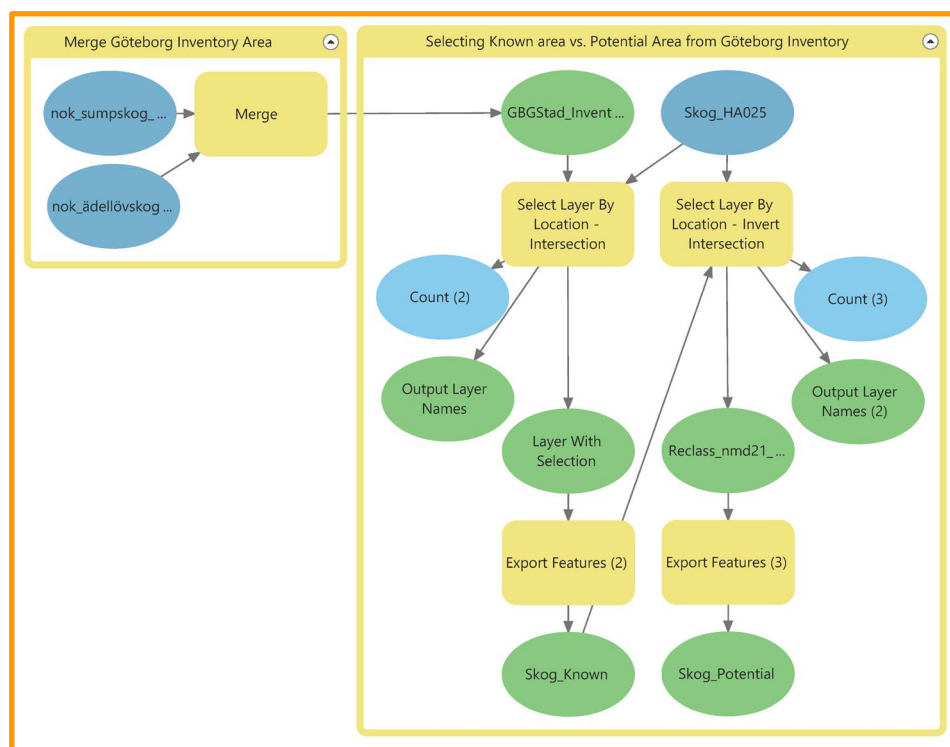 Merge Göteborg Inventory Area
nok_sumpskog_ ...
Merge
nok_ädellövskog ...
Selecting Known area vs. Potential Area from Göteborg Inventory
GBGStad_Invent ...
Skog_HA025
Select Layer By
Location -
Intersection
Select Layer By
Location - Invert
Intersection
Count (2)
Count (3)
Output Layer
Names
Output Layer
Names (2)
Layer With
Selection
Reclass_nmd21_ ...
Export Features (2)
Export Features (3)
Skog_Known
Skog_Potential